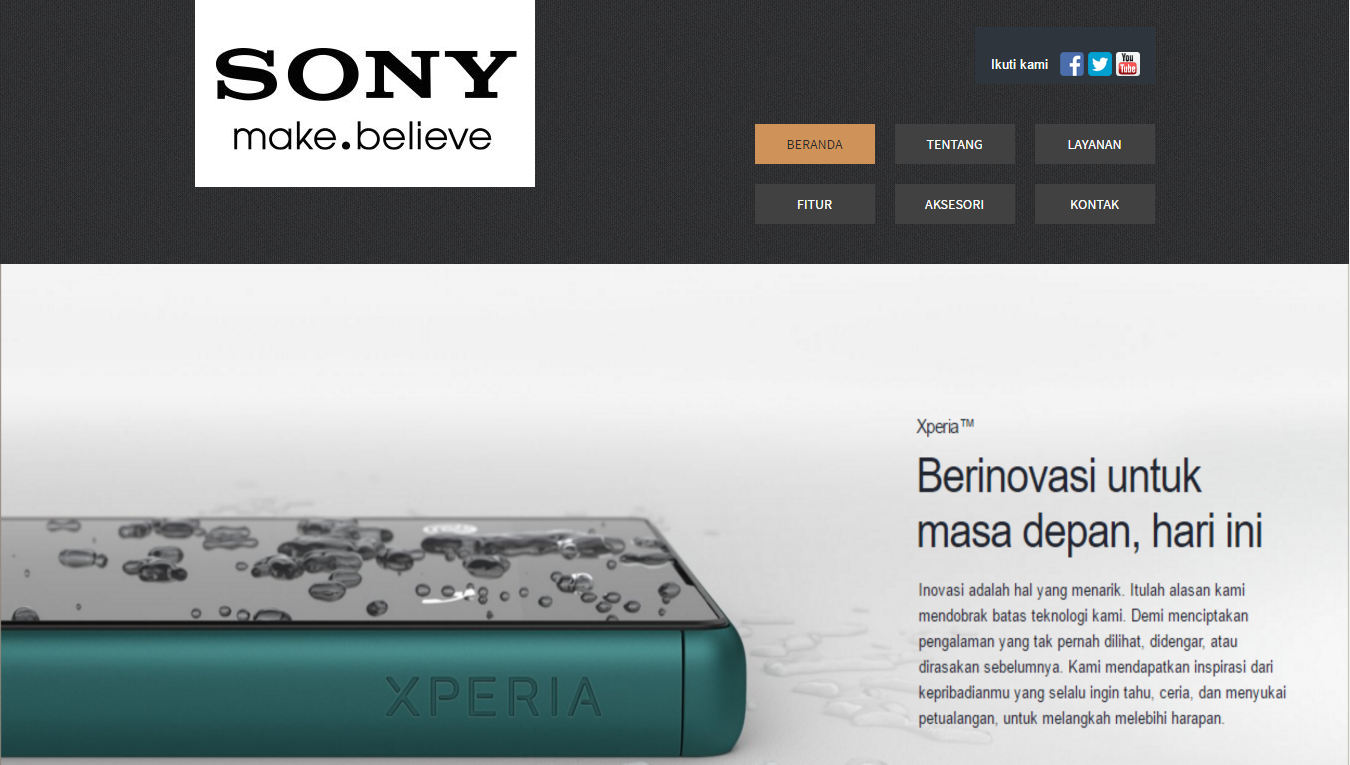 SONY
make.believe
Ikuti kami
You
Tube
BERANDA
TENTANG
LAYANAN
FITUR
AKSESORI
KONTAK
Xperia™
Berinovasi untuk
masa depan, hari ini
Inovasi adalah hal yang menarik. Itulah alasan kami
mendobrak batas teknologi kami. Demi menciptakan
pengalaman yang tak pernah dilihat, didengar, atau
dirasakan sebelumnya. Kami mendapatkan inspirasi dari
kepribadianmu yang selalu ingin tahu, ceria, dan menyukai
petualangan, untuk melangkah melebihi harapan.
XPERIA